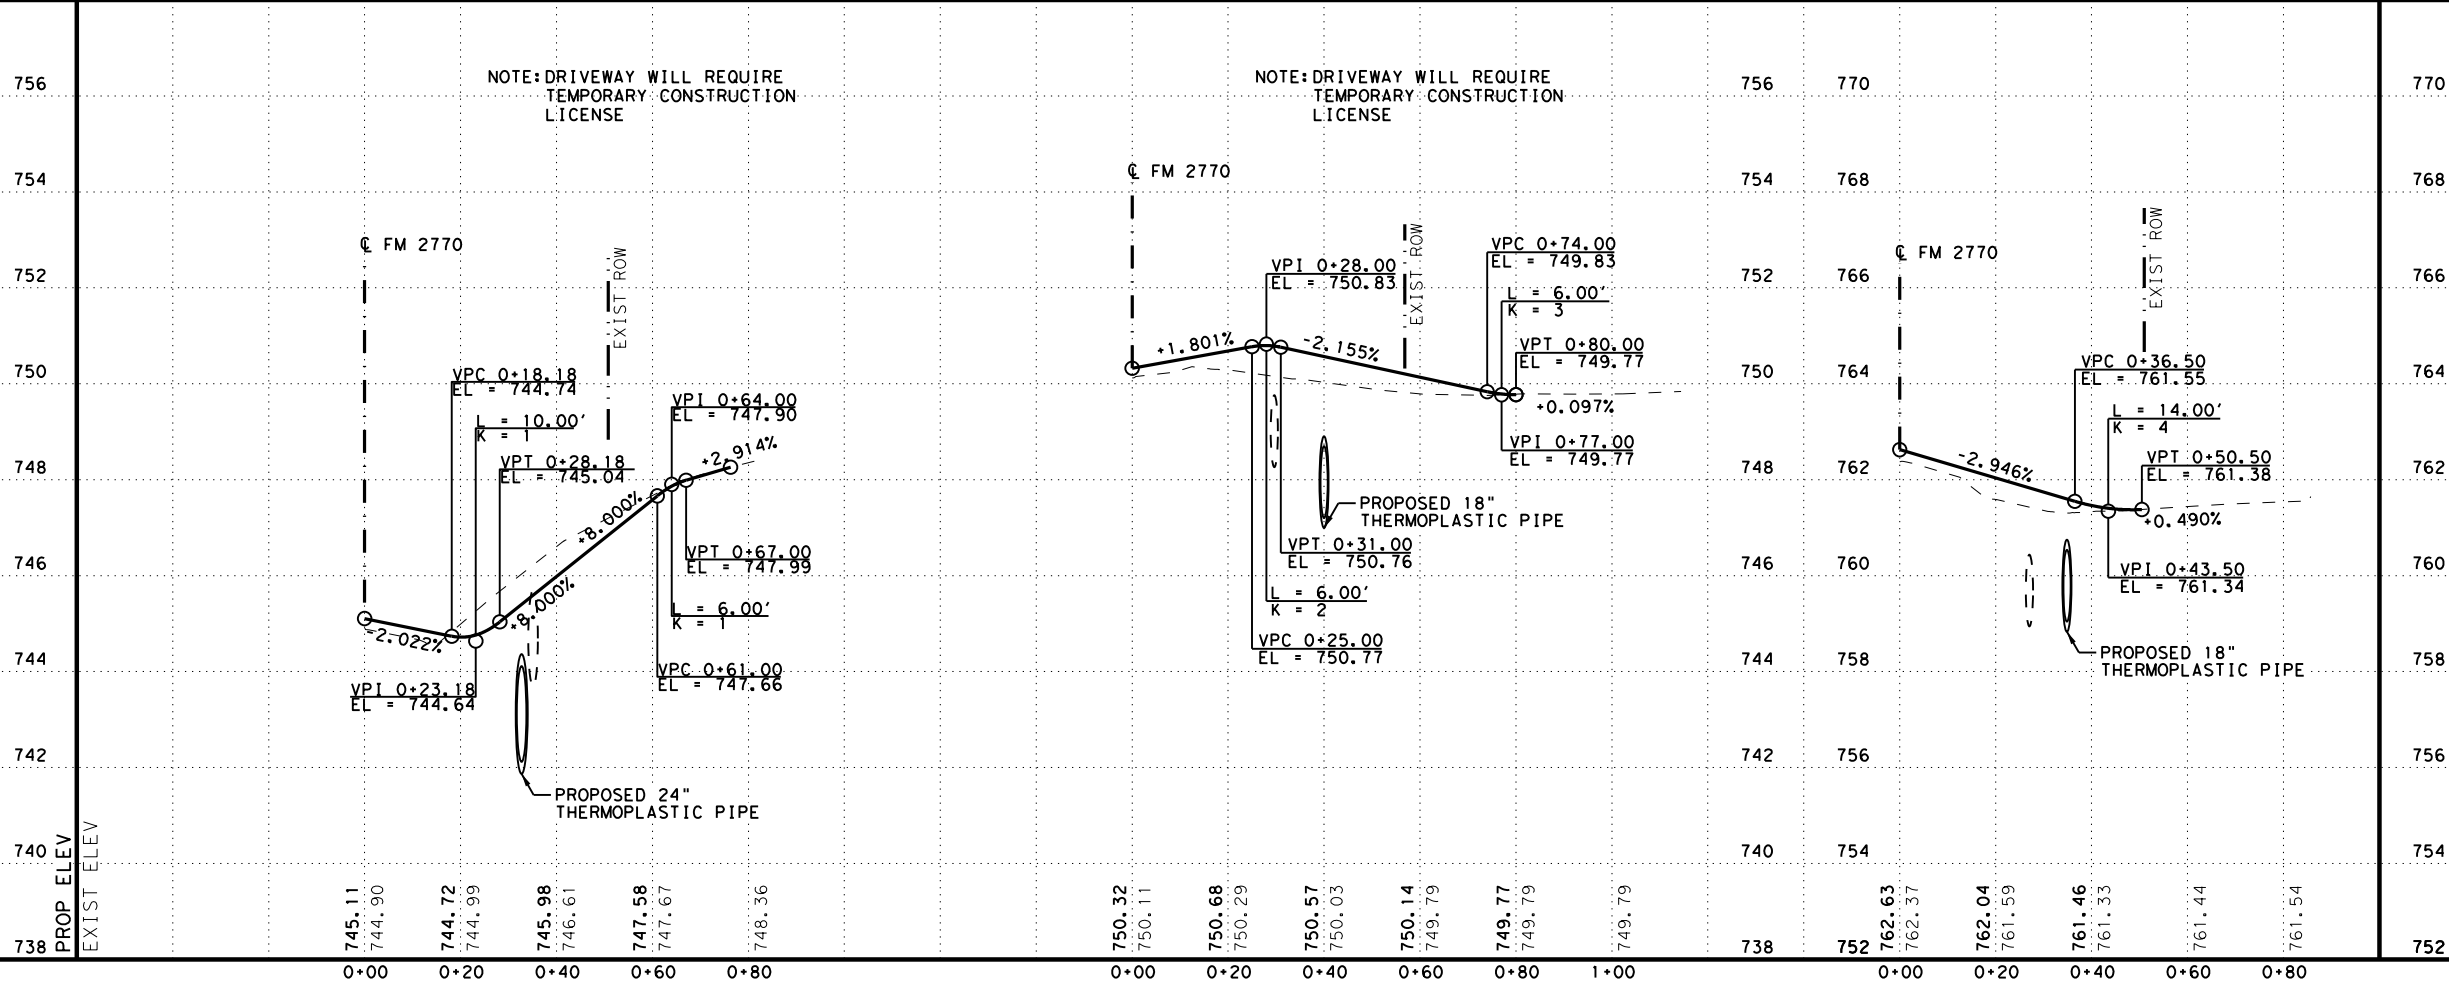 NOTE: DRIVEWAY WILL REQUIRE
TEMPORARY CONSTRUCTION
LICENSE
NOTE: DRIVEWAY WILL REQUIRE
TEMPORARY CONSTRUCTION
LICENSE
756
754
752
750
748
746
744
742
740
738
PROP ELEV
EXIST ELEV
℄ FM 2770
EXIST ROW
VPC 0+18.18
EL = 744.74
L = 10.00'
K = 1
VPT 0+28.18
EL = 745.04
VPI 0+64.00
EL = 747.90
+2.914%
+8.000%
+8.000%
-2.022%
VPT 0+67.00
EL = 747.99
L = 6.00'
K = 1
VPC 0+61.00
EL = 747.66
VPI 0+23.18
EL = 744.64
PROPOSED 24"
THERMOPLASTIC PIPE
745.11
744.90
744.72
744.99
745.98
746.61
747.58
747.67
748.36
0+00
0+20
0+40
0+60
0+80
℄ FM 2770
EXIST ROW
VPI 0+28.00
EL = 750.83
VPC 0+74.00
EL = 749.83
L = 6.00'
K = 3
VPT 0+80.00
EL = 749.77
+1.801%
-2.155%
+0.097%
VPI 0+77.00
EL = 749.77
PROPOSED 18"
THERMOPLASTIC PIPE
VPT 0+31.00
EL = 750.76
L = 6.00'
K = 2
VPC 0+25.00
EL = 750.77
750.32
750.11
750.68
750.29
750.57
750.03
750.14
749.79
749.77
749.79
749.79
0+00
0+20
0+40
0+60
0+80
1+00
756
754
752
750
748
746
744
742
740
738
770
768
766
764
762
760
758
756
754
752
℄ FM 2770
EXIST ROW
VPC 0+36.50
EL = 761.55
L = 14.00'
K = 4
VPT 0+50.50
EL = 761.38
-2.946%
+0.490%
VPI 0+43.50
EL = 761.34
PROPOSED 18"
THERMOPLASTIC PIPE
762.63
762.37
762.04
761.59
761.46
761.33
761.44
761.54
0+00
0+20
0+40
0+60
0+80
770
768
766
764
762
760
758
756
754
752